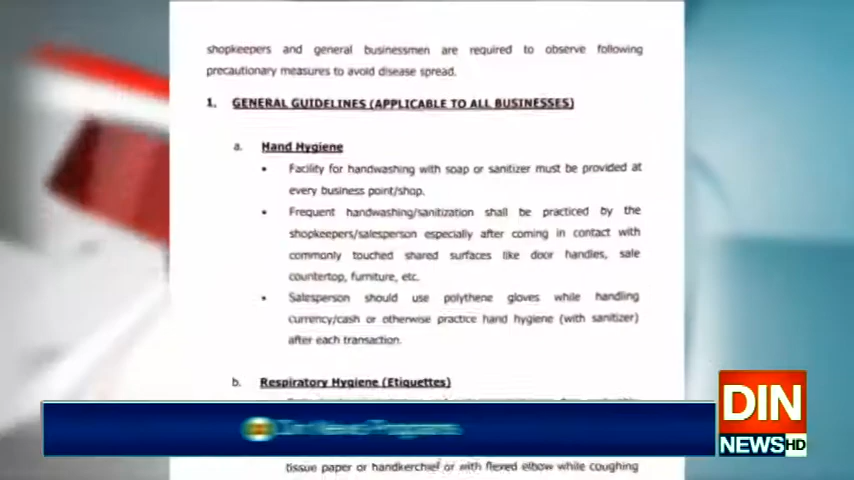 shopkeepers and general businessmen are required to observe following
precautionary measures to avoid disease spread.
1. GENERAL GUIDELINES (APPLICABLE TO ALL BUSINESSES)
a. Hand Hygiene
• Facility for handwashing with soap or sanitizer must be provided at
every business point/shop.
• Frequent handwashing/sanitization shall be practiced by the
shopkeepers/salesperson especially after coming in contact with
commonly touched shared surfaces like door handles, sale
countertop, furniture, etc.
• Salesperson should use polythene gloves while handling
currency/cash or otherwise practice hand hygiene (with sanitizer)
after each transaction.
b. Respiratory Hygiene (Etiquettes)
Din News Programs
DIN
NEWS HD
tissue paper or handkerchief or with flexed elbow while coughing